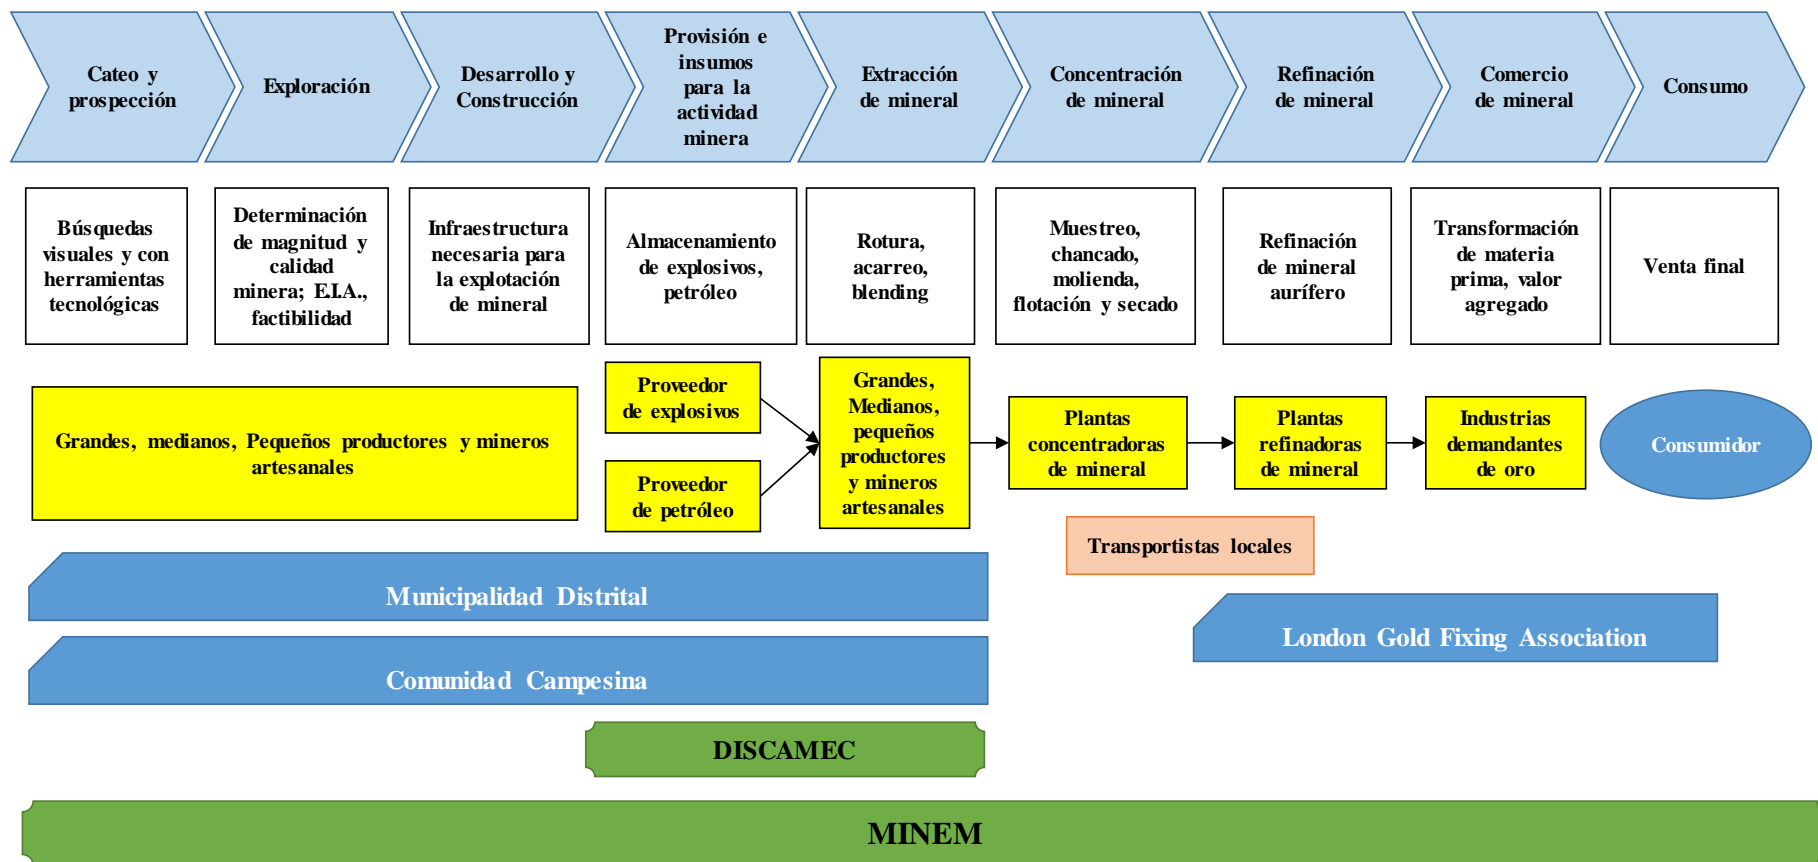 Cateo y
prospección
Exploración
Desarrollo y
Construcción
Provisión e
insumos
para la
actividad
minera
Extracción
de mineral
Concentración
de mineral
Refinación
de mineral
Comercio
de mineral
Consumo
Búsquedas
visuales y con
herramientas
tecnológicas
Determinación
de magnitud y
calidad
minera; E.I.A.,
factibilidad
Infraestructura
necesaria para
la explotación
de mineral
Almacenamiento
de explosivos,
petróleo
Rotura,
acarreo,
blending
Muestreo,
chancado,
molienda,
flotación y secado
Refinación
de mineral
aurífero
Transformación
de materia
prima, valor
agregado
Venta final
Grandes, medianos, Pequeños productores y mineros
artesanales
Proveedor
de explosivos
Proveedor
de petróleo
Grandes,
Medianos,
pequeños
productores
y mineros
artesanales
Plantas
concentradoras
de mineral
Plantas
refinadoras
de mineral
Industrias
demandantes
de oro
Consumidor
Transportistas locales
Municipalidad Distrital
London Gold Fixing Association
Comunidad Campesina
DISCAMEC
MINEM